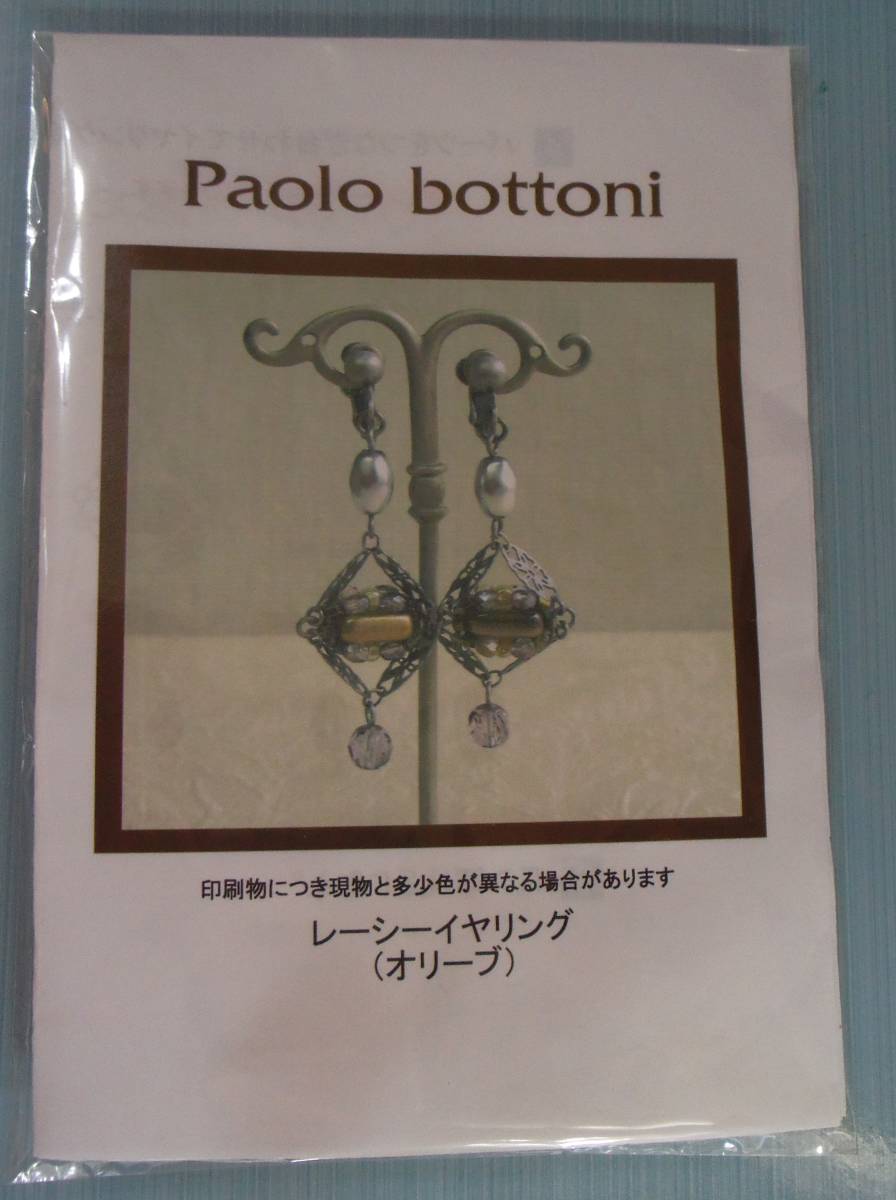 Paolo bottoni
印刷物につき現物と多少色が異なる場合があります
レーシーイヤリング
（オリーブ）